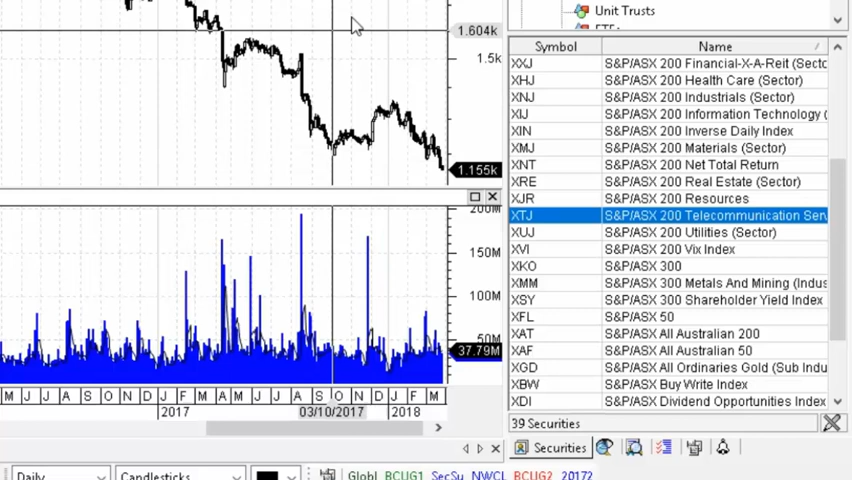 Unit Trusts
1.604k
1.5k
1.155k
200M
150M
100M
50M
37.79M
M J J A S O N D J F M A M J J A S O N D J F M
2017 03/10/2017 2018
Symbol Name
XXJ S&P/ASX 200 Financial-X-A-Reit (Secto
XHJ S&P/ASX 200 Health Care (Sector)
XNJ S&P/ASX 200 Industrials (Sector)
XIJ S&P/ASX 200 Information Technology (
XIN S&P/ASX 200 Inverse Daily Index
XMJ S&P/ASX 200 Materials (Sector)
XNT S&P/ASX 200 Net Total Return
XRE S&P/ASX 200 Real Estate (Sector)
XJR S&P/ASX 200 Resources
XTJ S&P/ASX 200 Telecommunication Serv
XUJ S&P/ASX 200 Utilities (Sector)
XVI S&P/ASX 200 Vix Index
XKO S&P/ASX 300
XMM S&P/ASX 300 Metals And Mining (Indus
XSY S&P/ASX 300 Shareholder Yield Index
XFL S&P/ASX 50
XAT S&P/ASX All Australian 200
XAF S&P/ASX All Australian 50
XGD S&P/ASX All Ordinaries Gold (Sub Indu
XBW S&P/ASX Buy Write Index
XDI S&P/ASX Dividend Opportunities Index
39 Securities
Securities
Daily Candlesticks Globl BCUG1 SecSu NWCL BCUG2 20172